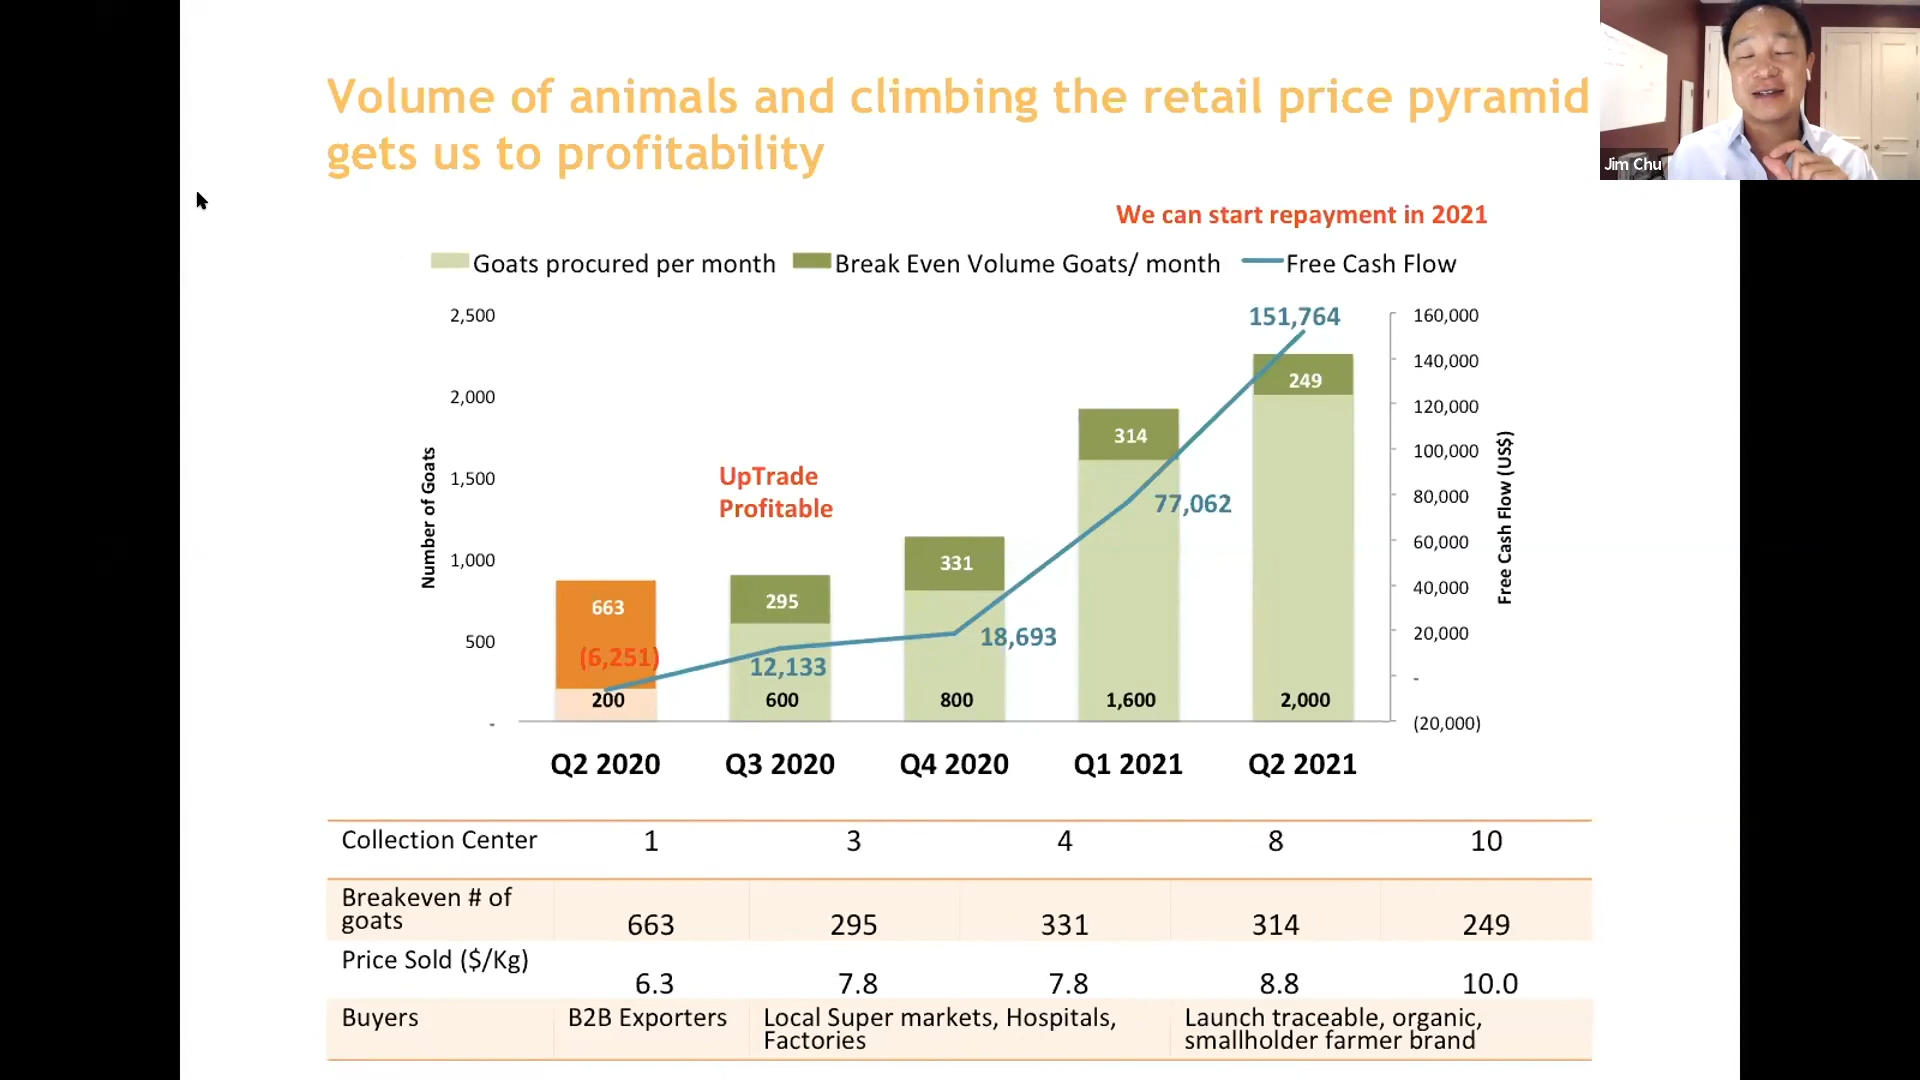 Volume of animals and climbing the retail price pyramid
gets us to profitability
Jim Chu
We can start repayment in 2021
Goats procured per month Break Even Volume Goats/ month Free Cash Flow
2,500
2,000
1,500
1,000
500
-
Number of Goats
UpTrade
Profitable
663
(6,251)
200
295
12,133
600
331
18,693
800
314
77,062
1,600
151,764
249
2,000
160,000
140,000
120,000
100,000
80,000
60,000
40,000
20,000
-
(20,000)
Free Cash Flow (US$)
Q2 2020 Q3 2020 Q4 2020 Q1 2021 Q2 2021
Collection Center 1 3 4 8 10
Breakeven # of
goats 663 295 331 314 249
Price Sold ($/Kg) 6.3 7.8 7.8 8.8 10.0
Buyers B2B Exporters Local Super markets, Hospitals, Launch traceable, organic,
Factories smallholder farmer brand